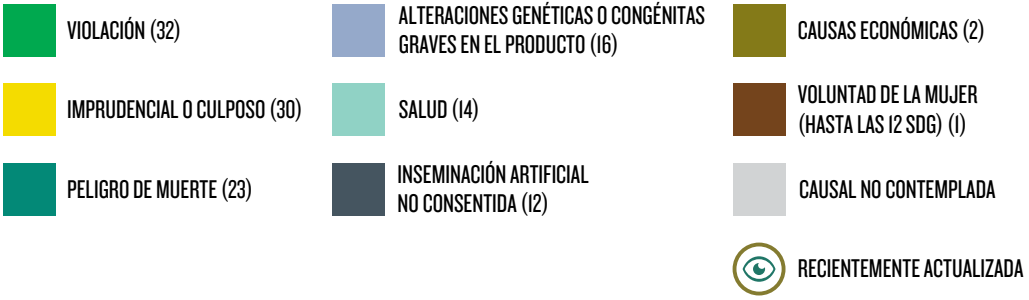 VIOLACIÓN (32)
IMPRUDENCIAL O CULPOSO (30)
PELIGRO DE MUERTE (23)
ALTERACIONES GENÉTICAS O CONGÉNITAS
GRAVES EN EL PRODUCTO (16)
SALUD (14)
INSEMINACIÓN ARTIFICIAL
NO CONSENTIDA (12)
CAUSAS ECONÓMICAS (2)
VOLUNTAD DE LA MUJER
(HASTA LAS 12 SDG) (1)
CAUSAL NO CONTEMPLADA
RECIENTEMENTE ACTUALIZADA